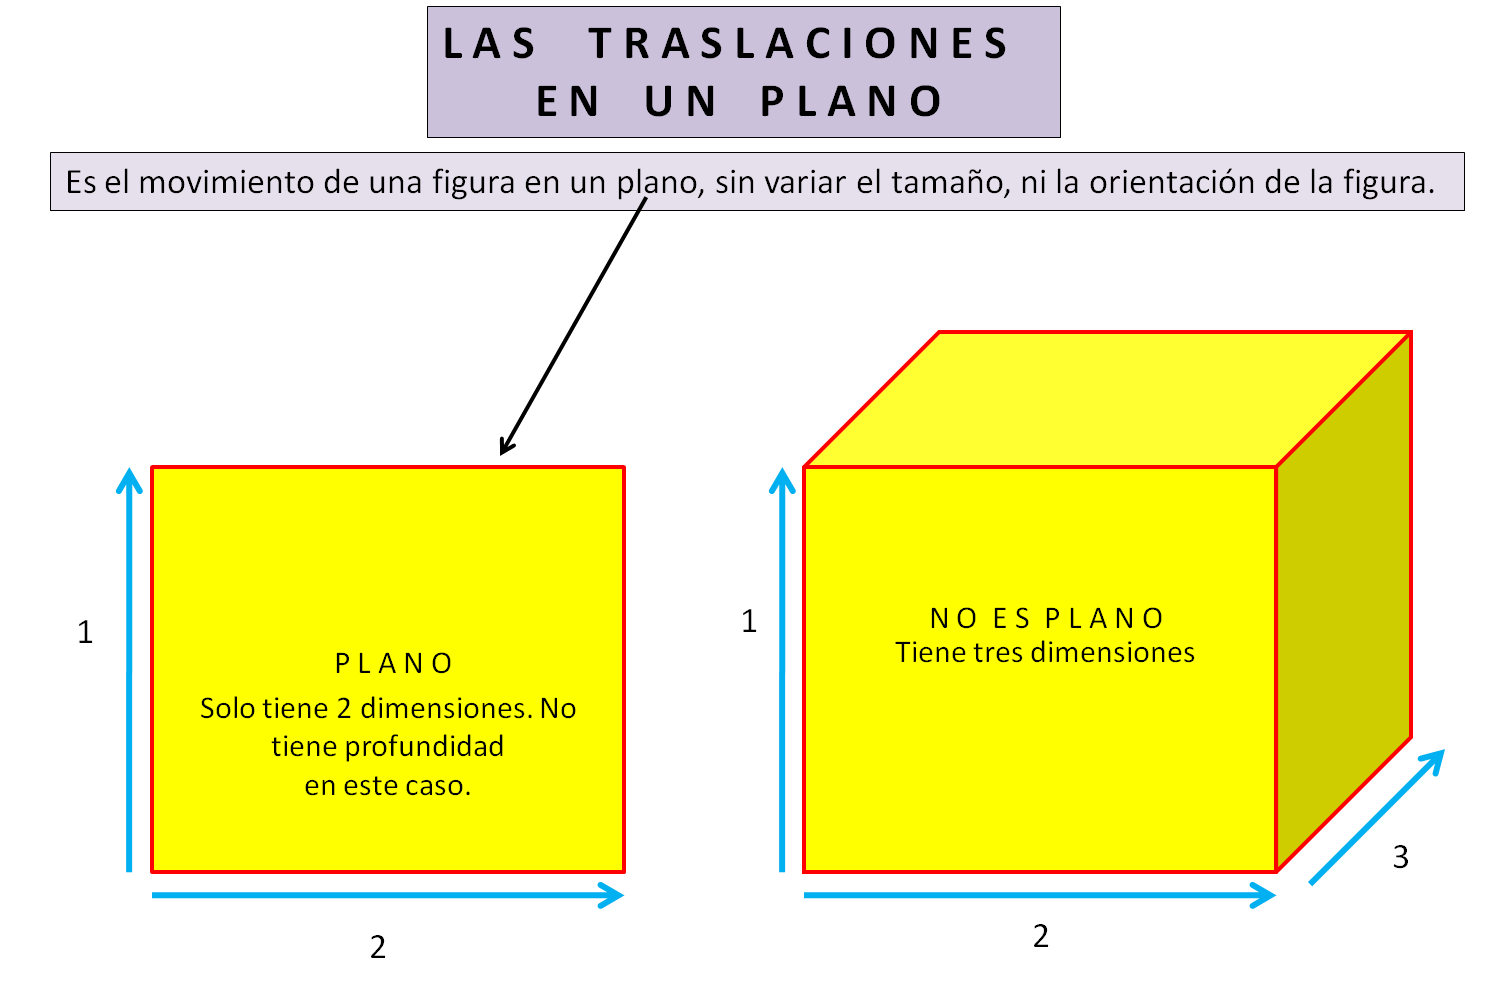 LAS TRASLACIONES
EN UN PLANO
Es el movimiento de una figura en un plano, sin variar el tamaño, ni la orientación de la figura.
1
PLANO
Solo tiene 2 dimensiones. No
tiene profundidad
en este caso.
2
1
NO ES PLANO
Tiene tres dimensiones
2
3